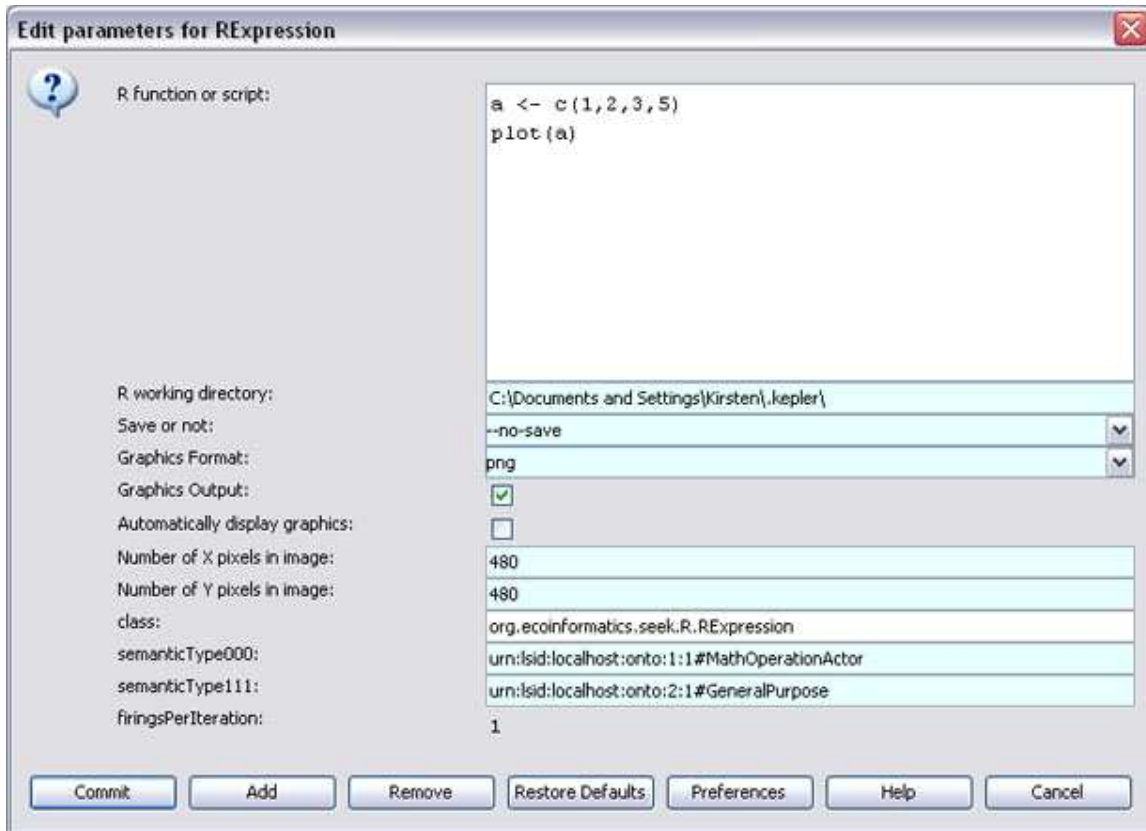 Edit parameters for RExpression
?
R function or script:
a <- c(1,2,3,5)
plot(a)
R working directory: C:\Documents and Settings\Kirsten\.kepler\
Save or not: --no-save
Graphics Format: png
Graphics Output:
Automatically display graphics:
Number of X pixels in image: 480
Number of Y pixels in image: 480
class: org.ecoinformatics.seek.R.RExpression
semanticType000: urn:lsid:localhost:onto:1:1#MathOperationActor
semanticType111: urn:lsid:localhost:onto:2:1#GeneralPurpose
firingsPerIteration: 1
Commit Add Remove Restore Defaults Preferences Help Cancel